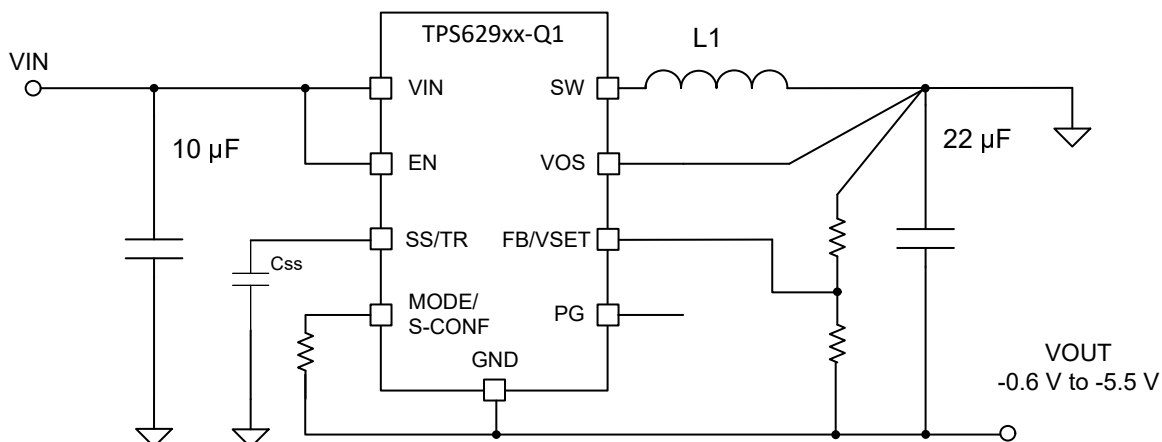 TPS629xx-Q1
L1
VIN
VIN
SW
10 µF
22 µF
EN
VOS
SS/TR
FB/VSET
Css
MODE/
S-CONF
PG
GND
VOUT
-0.6 V to -5.5 V